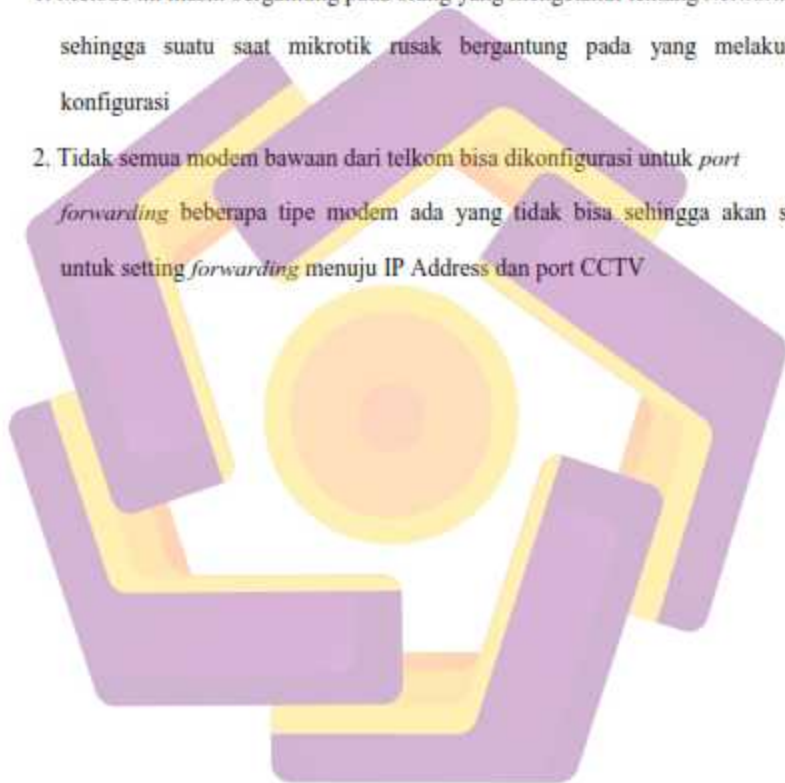 sehingga suatu saat mikrotik rusak bergantung pada yang melaku
konfigurasi
2. Tidak semua modem bawaan dari telkom bisa dikonfigurasi untuk port
forwarding beberapa tipe modem ada yang tidak bisa sehingga akan s
untuk setting forwarding menuju IP Address dan port CCTV